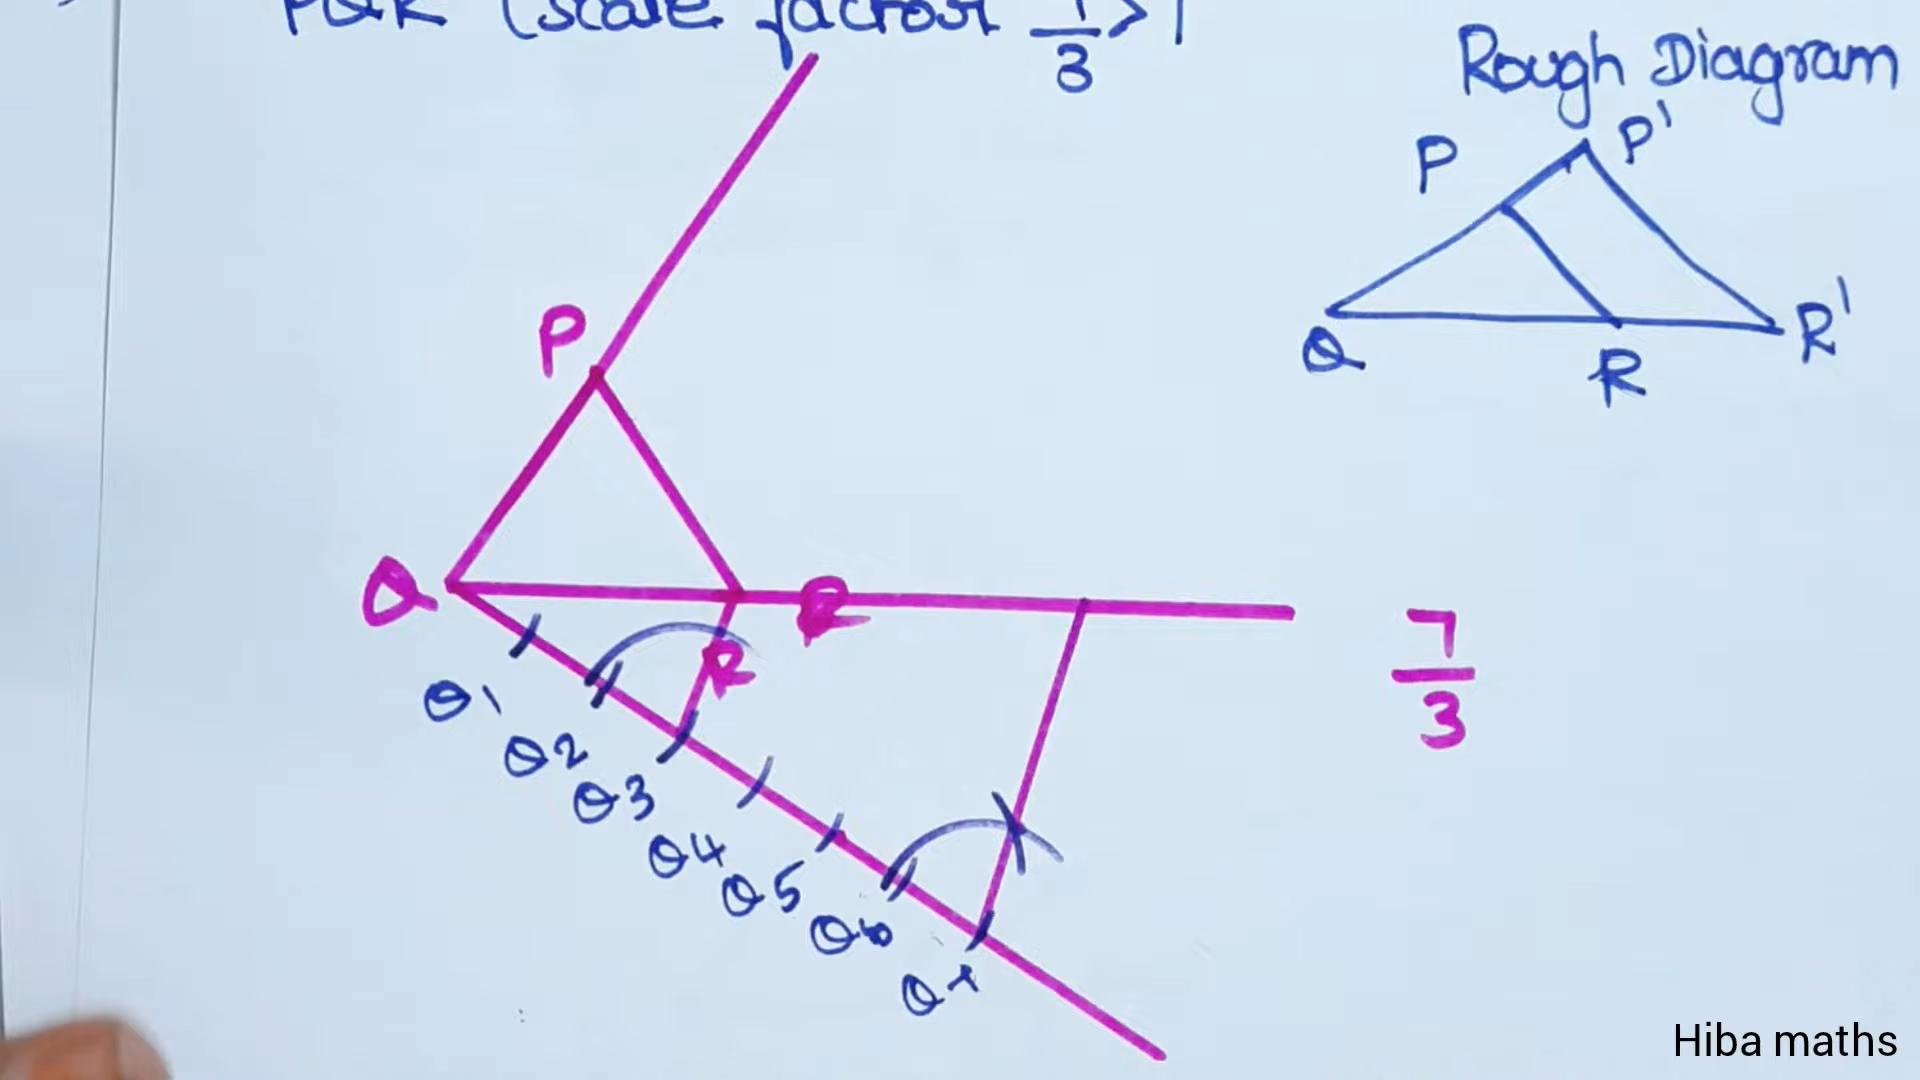 PQR (scale factor 7/3 > 1
Rough Diagram
P P'
Q R R'
P
Q R
R
7/3
Q1
Q2
Q3
Q4
Q5
Q6
Q7
Hiba maths